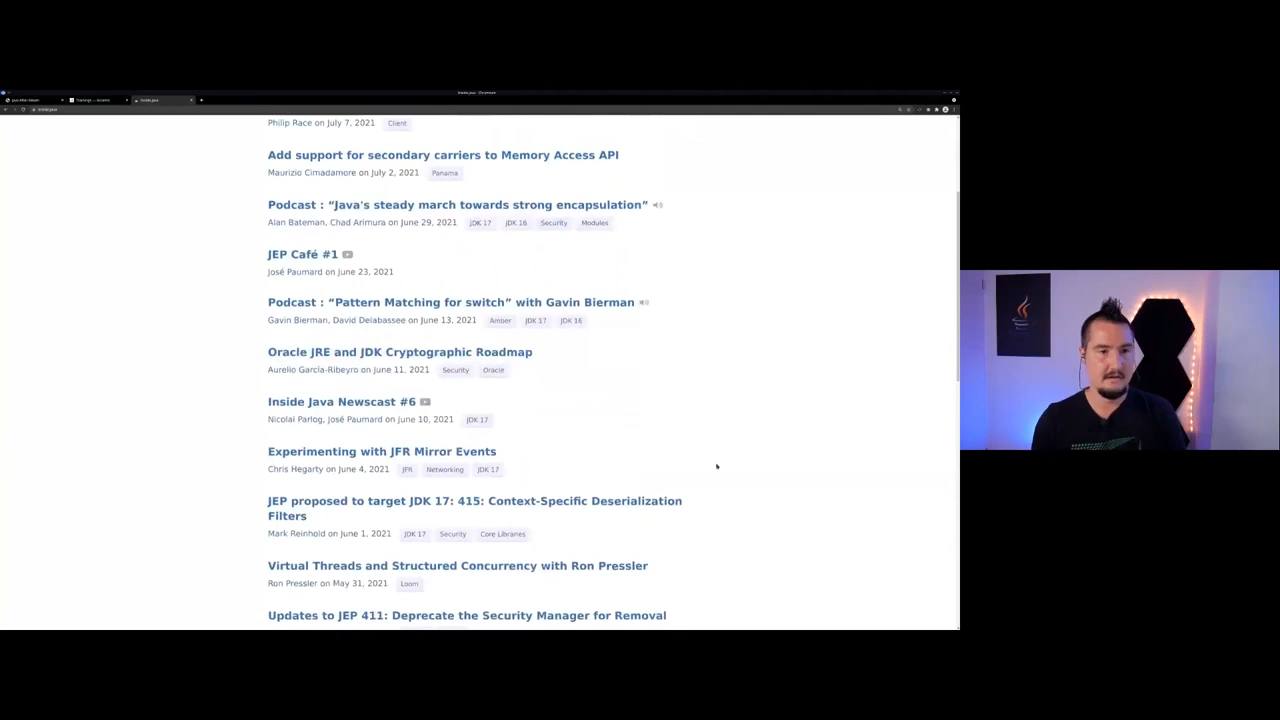 inside.java - Chromium
inside.java
inside.java
Philip Race on July 7, 2021 Client
Add support for secondary carriers to Memory Access API
Maurizio Cimadamore on July 2, 2021 Panama
Podcast : “Java's steady march towards strong encapsulation”
Alan Bateman, Chad Arimura on June 29, 2021 JDK 17 JDK 16 Security Modules
JEP Café #1
José Paumard on June 23, 2021
Podcast : “Pattern Matching for switch” with Gavin Bierman
Gavin Bierman, David Delabassee on June 13, 2021 Amber JDK 17 JDK 16
Oracle JRE and JDK Cryptographic Roadmap
Aurelio García-Ribeyro on June 11, 2021 Security Oracle
Inside Java Newscast #6
Nicolai Parlog, José Paumard on June 10, 2021 JDK 17
Experimenting with JFR Mirror Events
Chris Hegarty on June 4, 2021 JFR Networking JDK 17
JEP proposed to target JDK 17: 415: Context-Specific Deserialization
Filters
Mark Reinhold on June 1, 2021 JDK 17 Security Core Libraries
Virtual Threads and Structured Concurrency with Ron Pressler
Ron Pressler on May 31, 2021 Loom
Updates to JEP 411: Deprecate the Security Manager for Removal